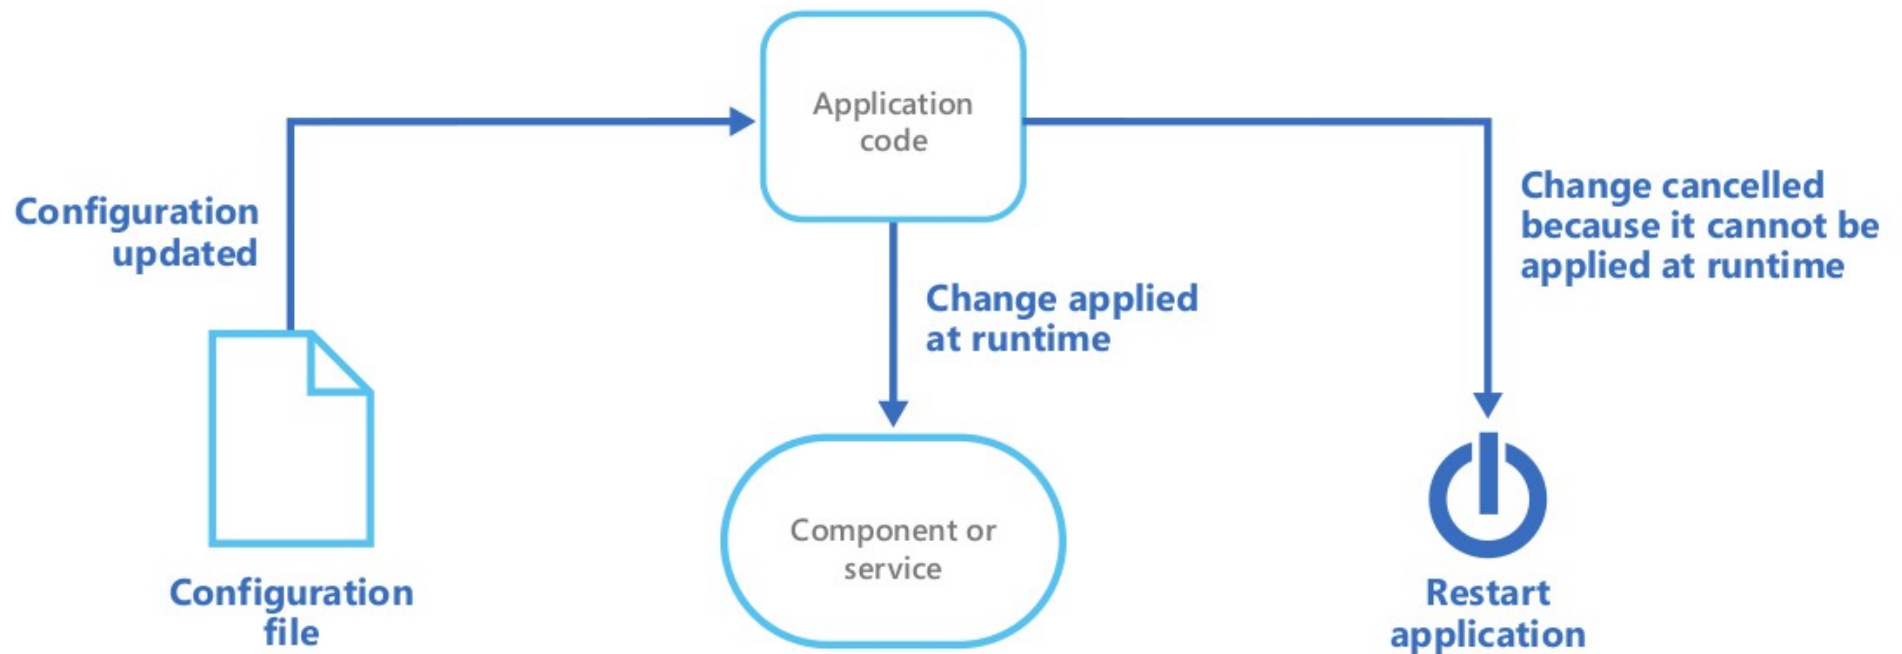 Application
code
Configuration
updated
Change cancelled
because it cannot be
applied at runtime
Change applied
at runtime
Component or
service
Configuration
file
Restart
application